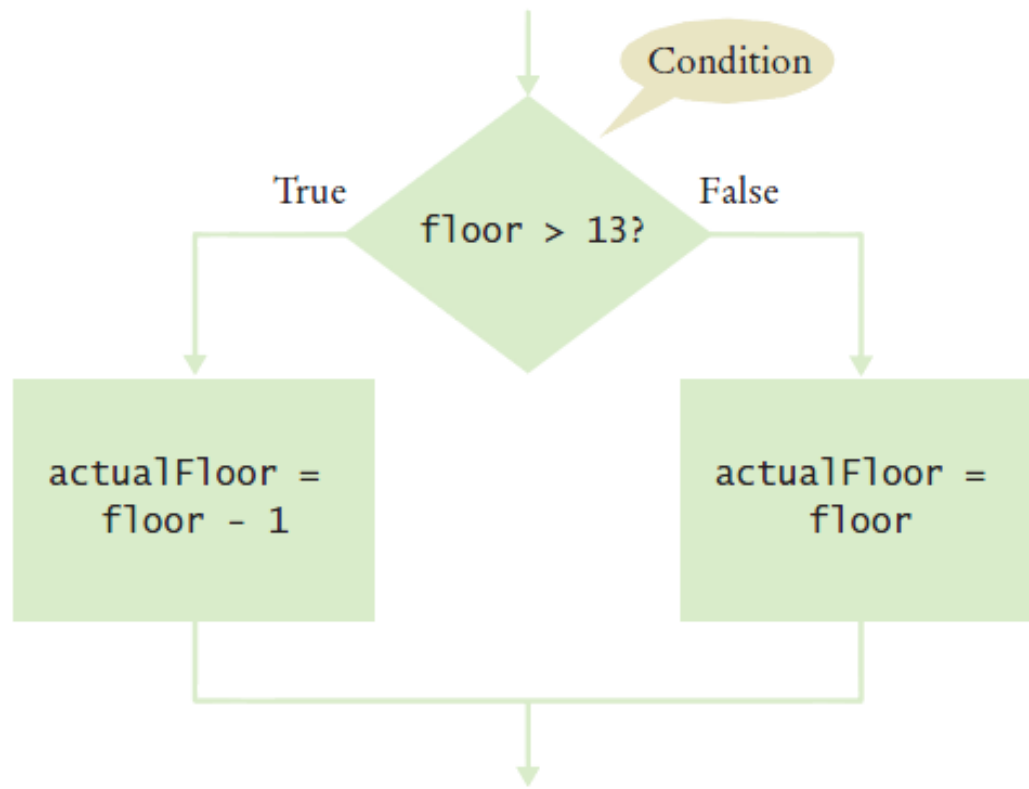 Condition
True
False
floor > 13?
actualFloor =
floor - 1
actualFloor =
floor